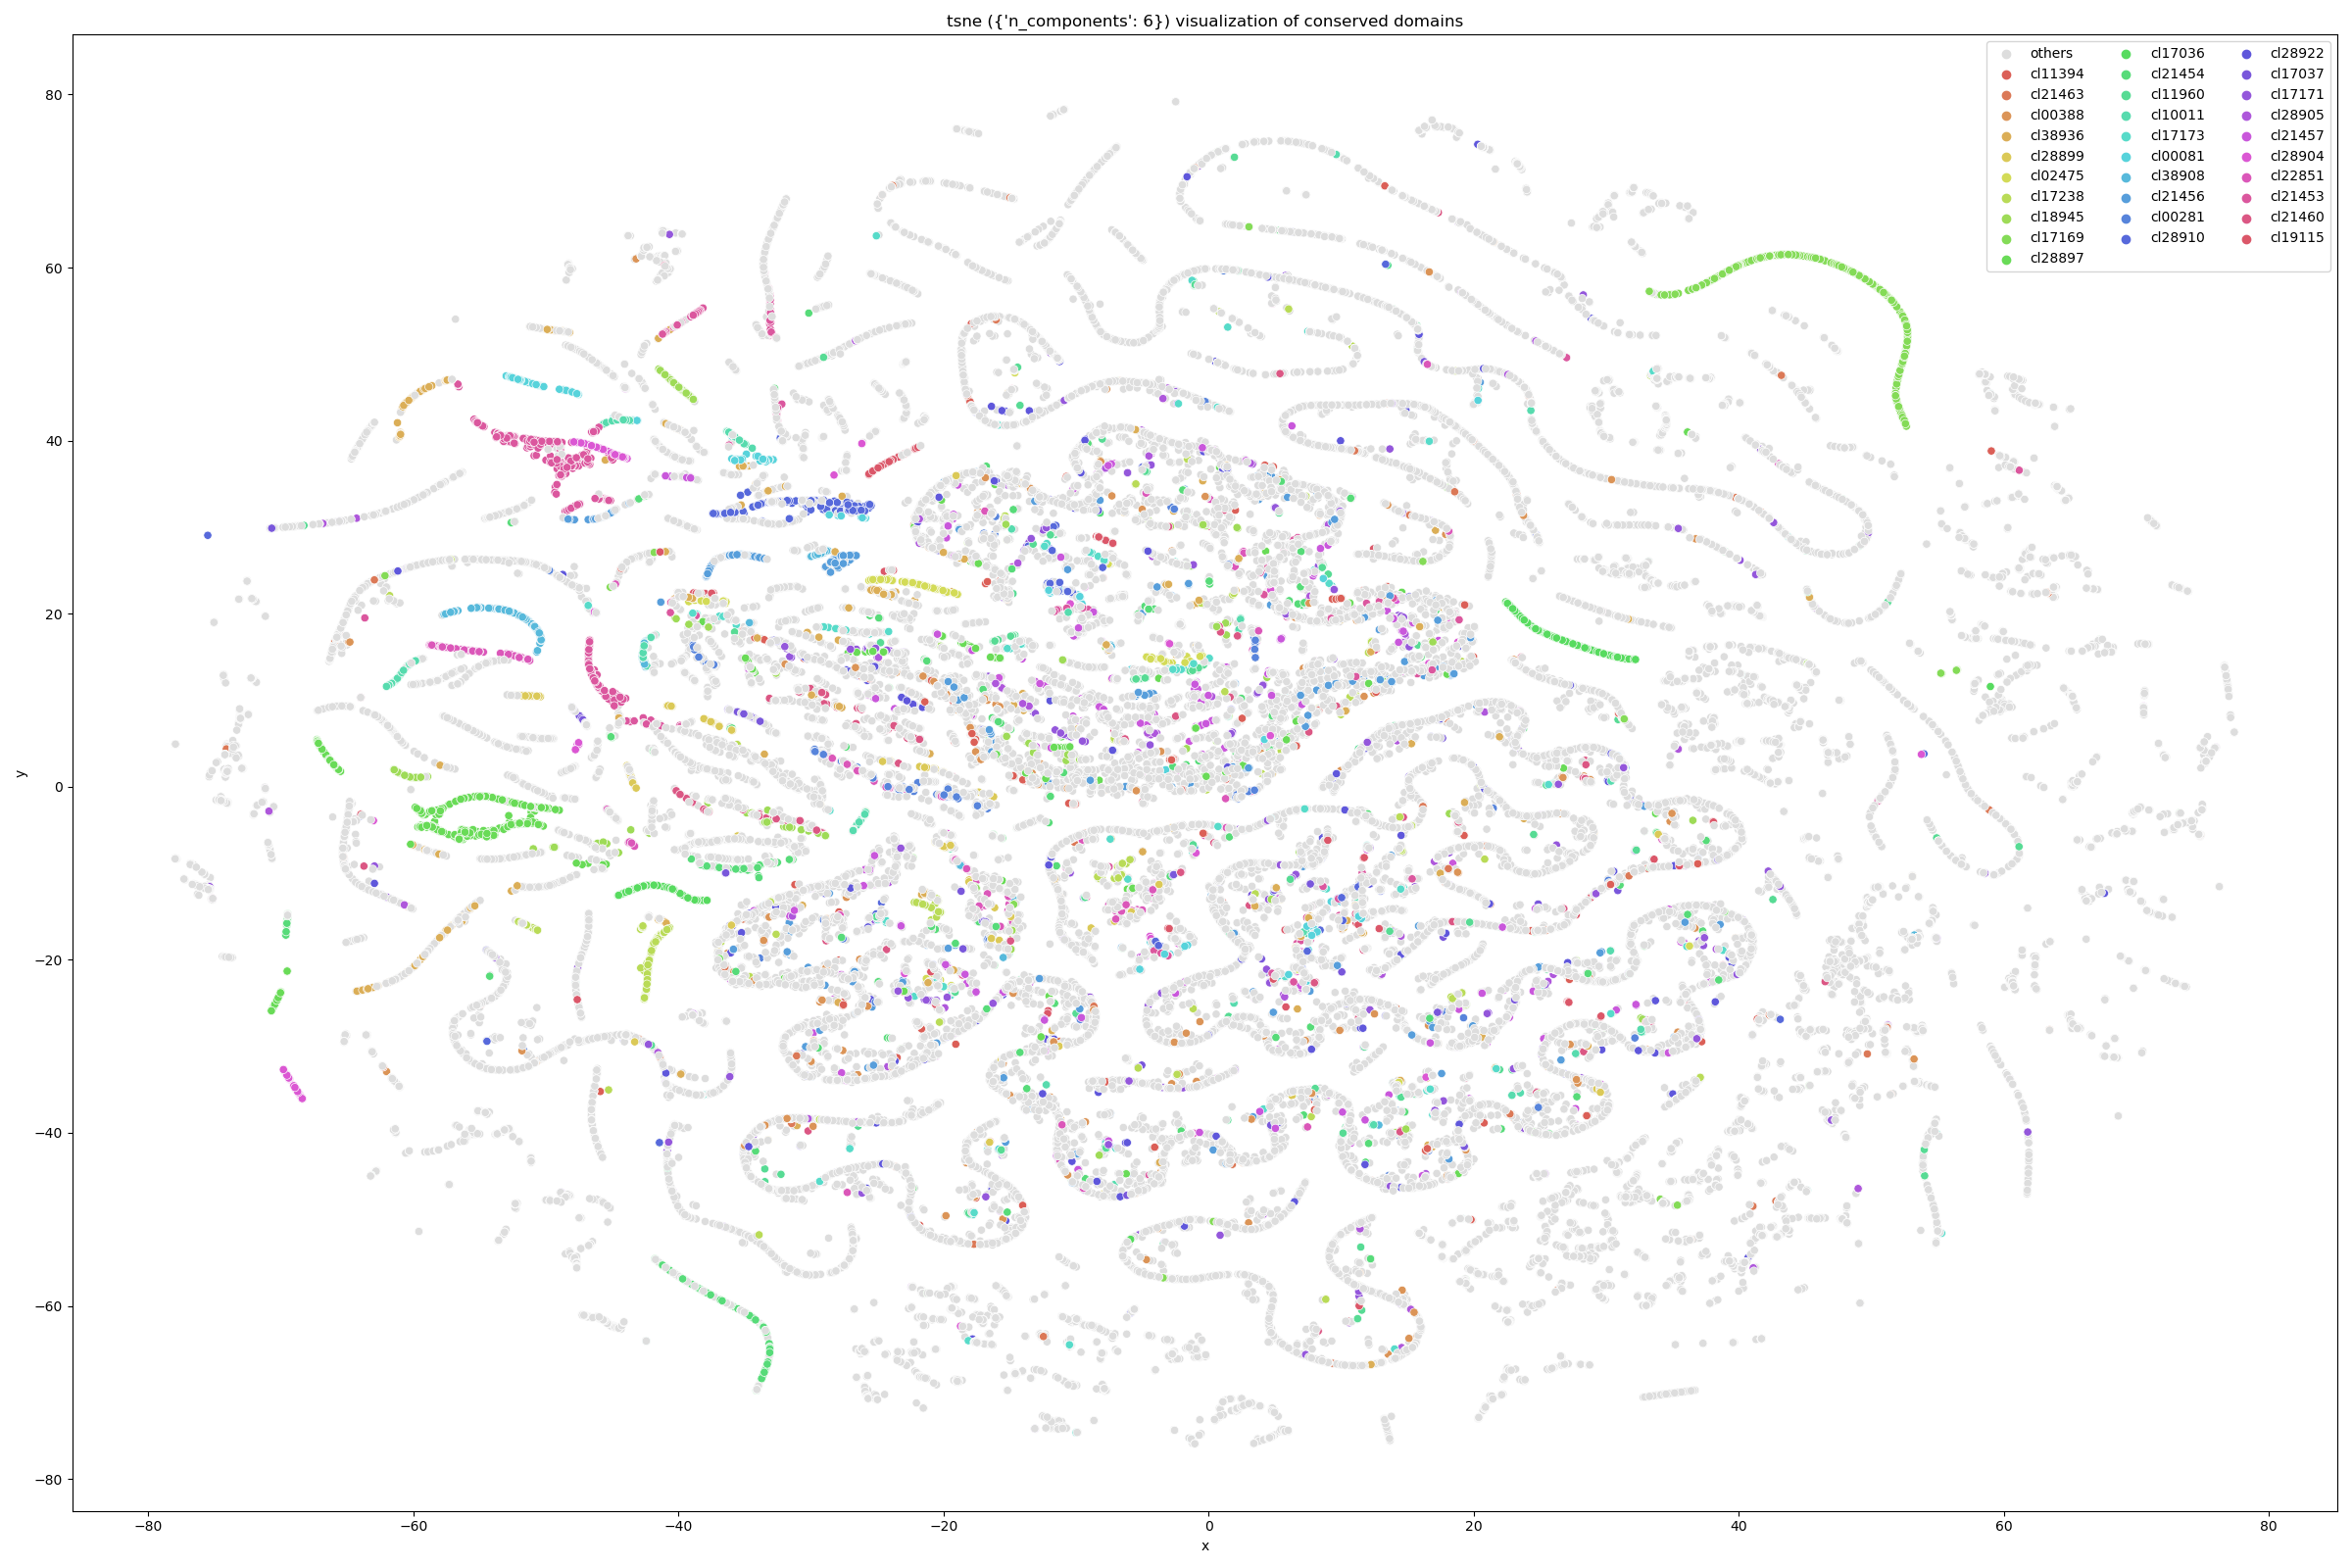 tsne ({'n_components': 6}) visualization of conserved domains
others
cl11394
cl21463
cl00388
cl38936
cl28899
cl02475
cl17238
cl18945
cl17169
cl28897
cl17036
cl21454
cl11960
cl10011
cl17173
cl00081
cl38908
cl21456
cl00281
cl28910
cl28922
cl17037
cl17171
cl28905
cl21457
cl28904
cl22851
cl21453
cl21460
cl19115
80
60
40
20
0
−20
−40
−60
−80
y
−80
−60
−40
−20
0
20
40
60
80
x